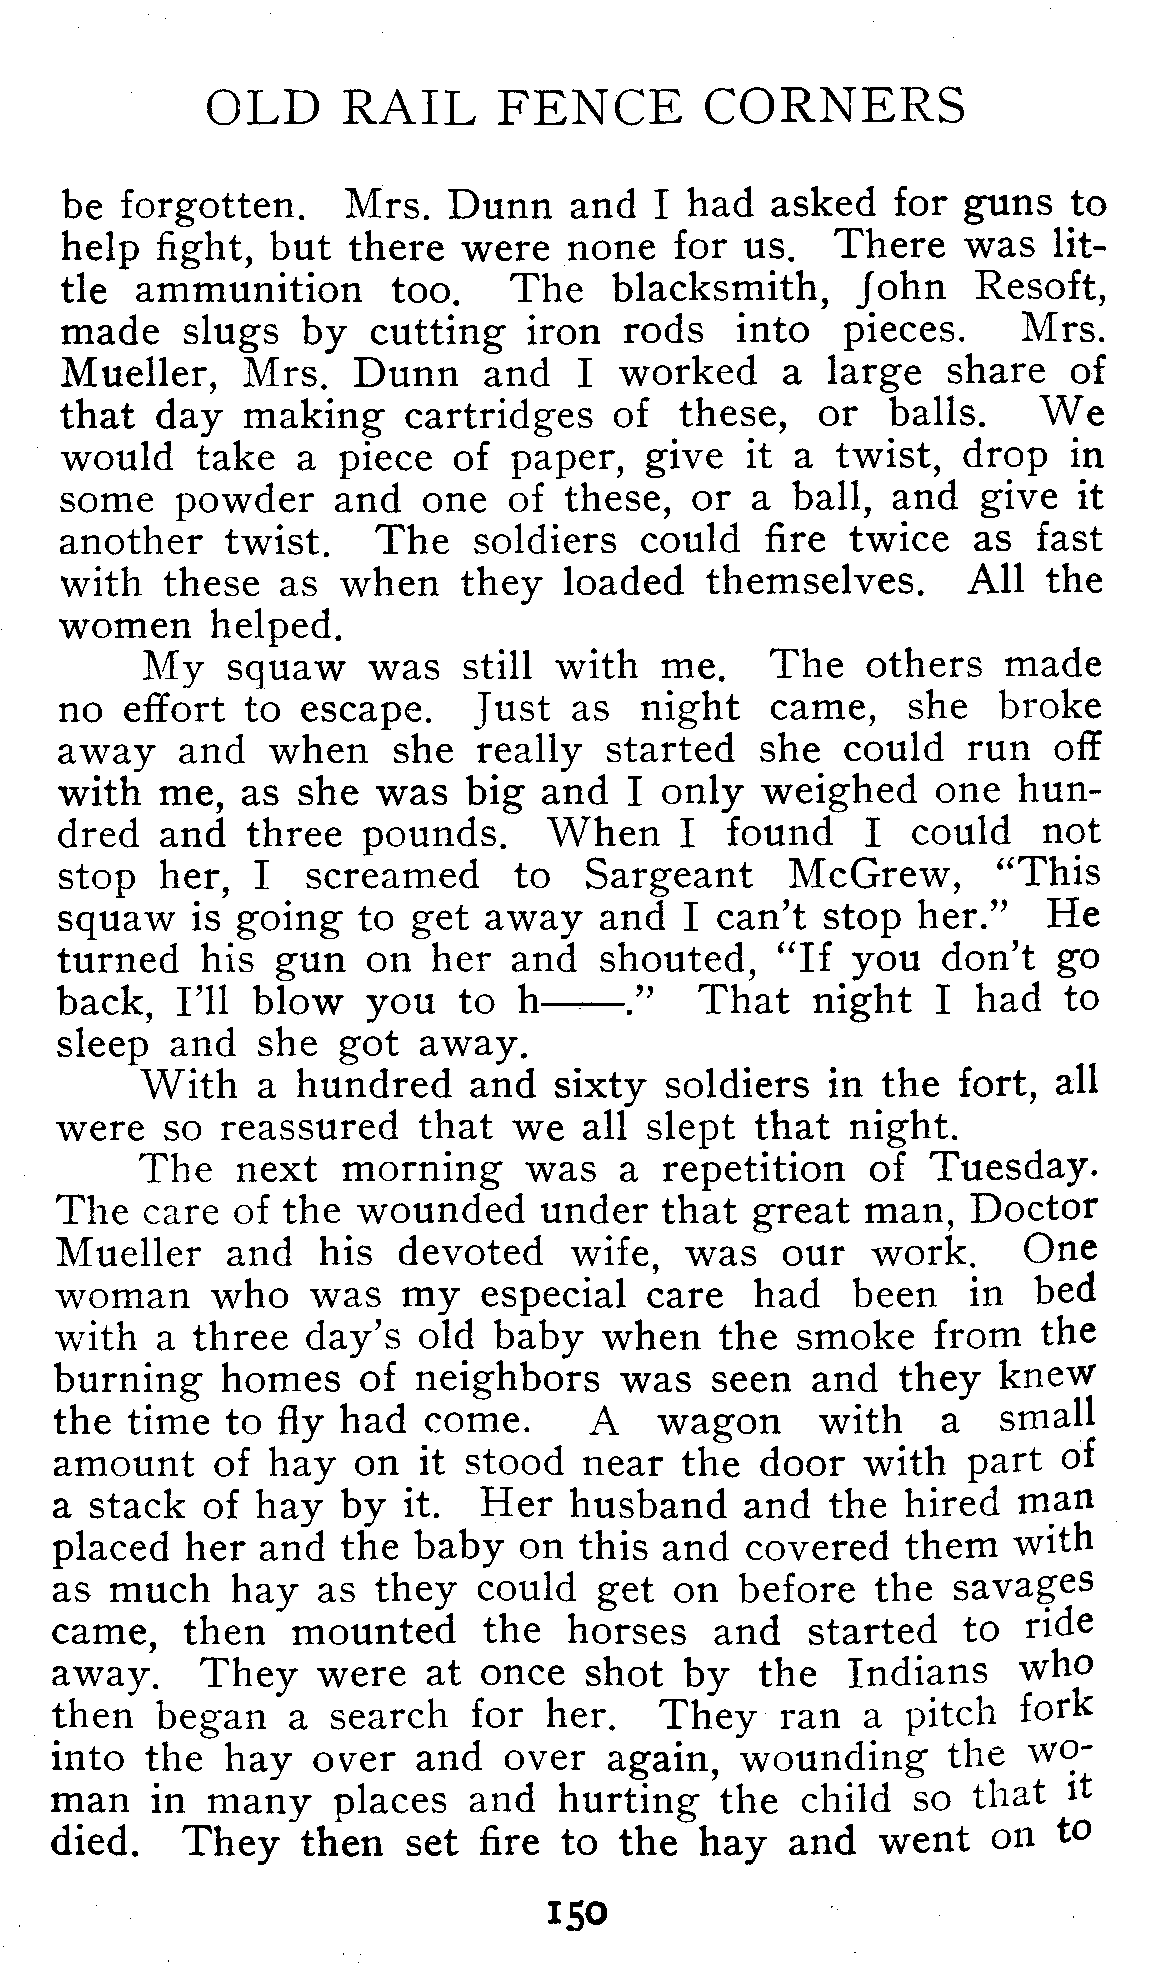 OLD RAIL FENCE CORNERS
be forgotten. Mrs. Dunn and I had asked for guns to
help fight, but there were none for us. There was lit-
tle ammunition too. The blacksmith, John Resoft,
made slugs by cutting iron rods into pieces. Mrs.
Mueller, Mrs. Dunn and I worked a large share of
that day making cartridges of these, or balls. We
would take a piece of paper, give it a twist, drop in
some powder and one of these, or a ball, and give it
another twist. The soldiers could fire twice as fast
with these as when they loaded themselves. All the
women helped.
My squaw was still with me. The others made
no effort to escape. Just as night came, she broke
away and when she really started she could run off
with me, as she was big and I only weighed one hun-
dred and three pounds. When I found I could not
stop her, I screamed to Sargeant McGrew, “This
squaw is going to get away and I can’t stop her.” He
turned his gun on her and shouted, “If you don’t go
back, I’ll blow you to h——.” That night I had to
sleep and she got away.
With a hundred and sixty soldiers in the fort, all
were so reassured that we all slept that night.
The next morning was a repetition of Tuesday.
The care of the wounded under that great man, Doctor
Mueller and his devoted wife, was our work. One
woman who was my especial care had been in bed
with a three day’s old baby when the smoke from the
burning homes of neighbors was seen and they knew
the time to fly had come. A wagon with a small
amount of hay on it stood near the door with part of
a stack of hay by it. Her husband and the hired man
placed her and the baby on this and covered them with
as much hay as they could get on before the savages
came, then mounted the horses and started to ride
away. They were at once shot by the Indians who
then began a search for her. They ran a pitch fork
into the hay over and over again, wounding the wo-
man in many places and hurting the child so that it
died. They then set fire to the hay and went on to
150